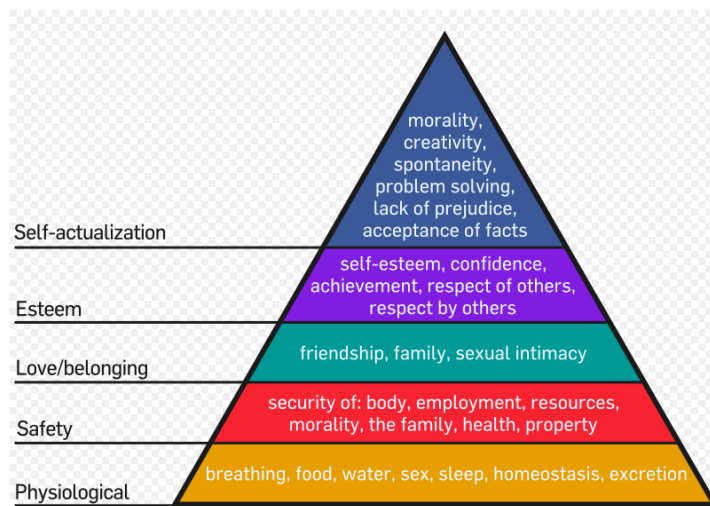 morality,
creativity,
spontaneity,
problem solving,
lack of prejudice,
acceptance of facts
Self-actualization
self-esteem, confidence,
achievement, respect of others,
respect by others
Esteem
friendship, family, sexual intimacy
Love/belonging
security of: body, employment, resources,
morality, the family, health, property
Safety
breathing, food, water, sex, sleep, homeostasis, excretion
Physiological